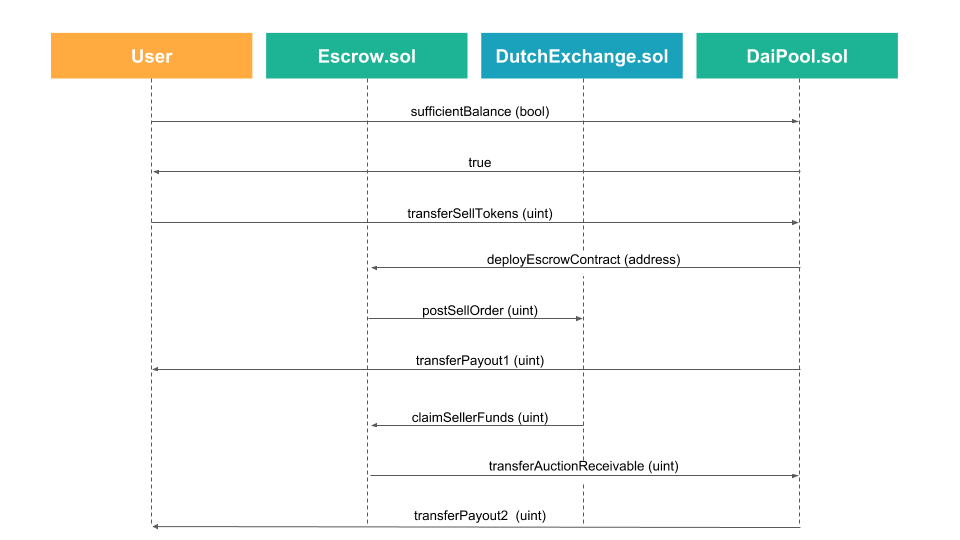 User
Escrow.sol
DutchExchange.sol
DaiPool.sol
sufficientBalance (bool)
true
transferSellTokens (uint)
deployEscrowContract (address)
postSellOrder (uint)
transferPayout1 (uint)
claimSellerFunds (uint)
transferAuctionReceivable (uint)
transferPayout2 (uint)